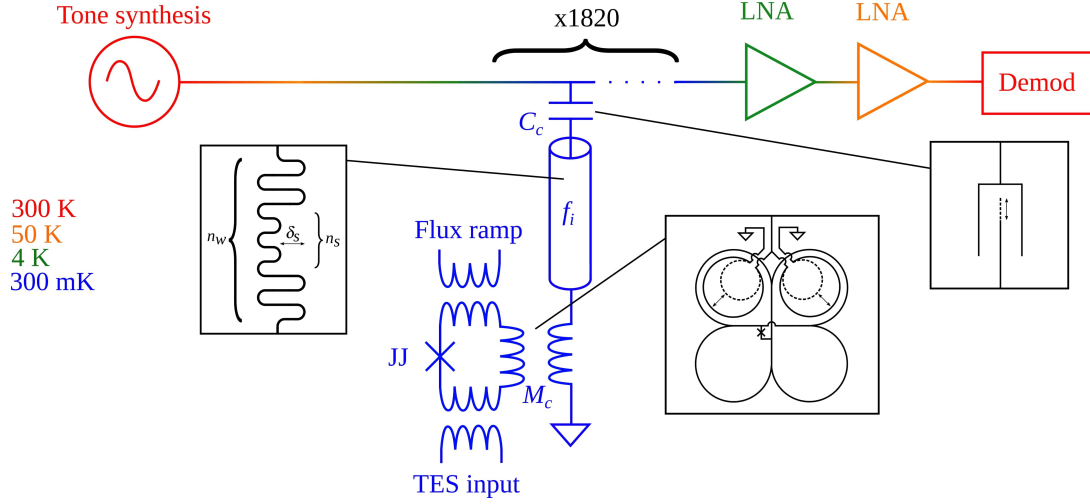 Tone synthesis
x1820
LNA
LNA
Demod
C_c
f_i
n_w
δ_s
n_s
300 K
50 K
4 K
300 mK
Flux ramp
JJ
M_c
TES input